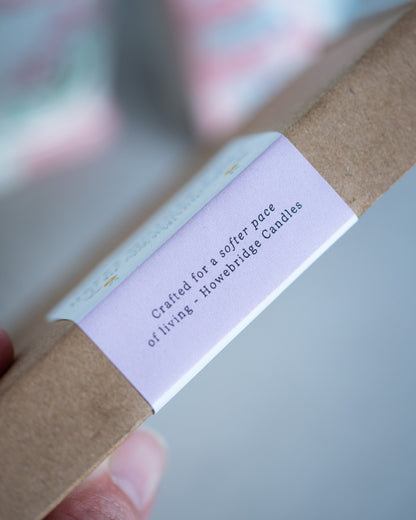 Crafted for a softer pace
of living - Howebridge Candles